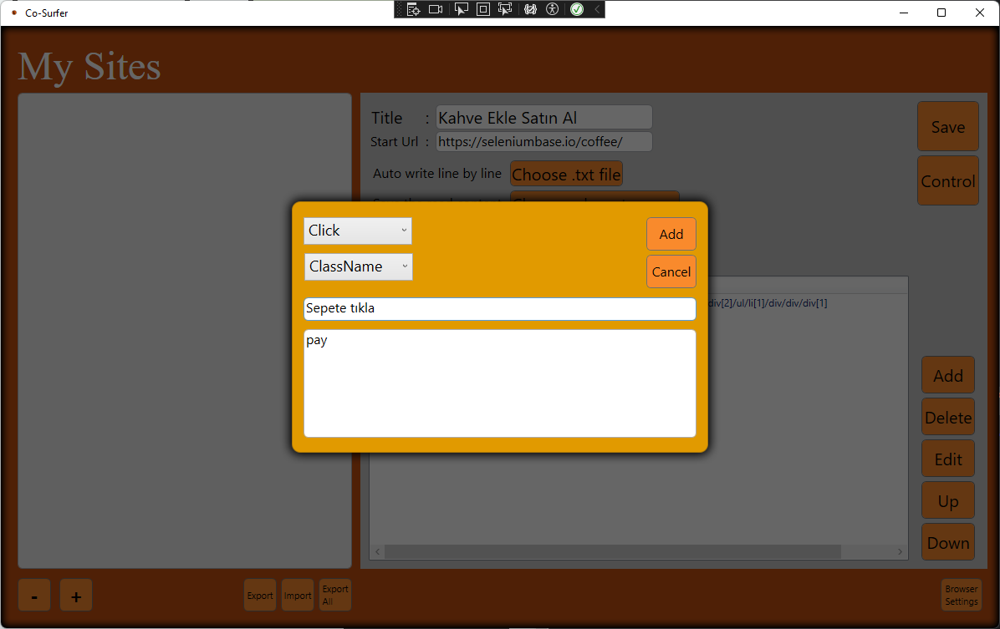 Co-Surfer
My Sites
Title : Kahve Ekle Satın Al
Start Url : https://seleniumbase.io/coffee/
Auto write line by line Choose .txt file
Save
Control
Click
ClassName
Add
Cancel
Sepete tıkla
pay
div[2]/ul/li[1]/div/div/div[1]
Add
Delete
Edit
Up
Down
- +
Export Import Export All
Browser Settings